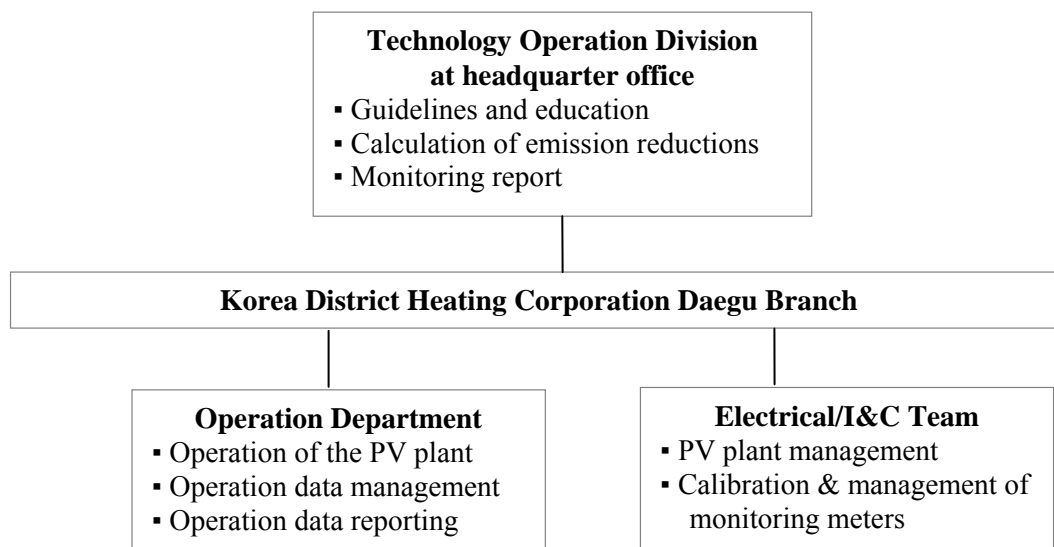 Technology Operation Division
at headquarter office
▪ Guidelines and education
▪ Calculation of emission reductions
▪ Monitoring report
Korea District Heating Corporation Daegu Branch
Operation Department
▪ Operation of the PV plant
▪ Operation data management
▪ Operation data reporting
Electrical/I&C Team
▪ PV plant management
▪ Calibration & management of
monitoring meters